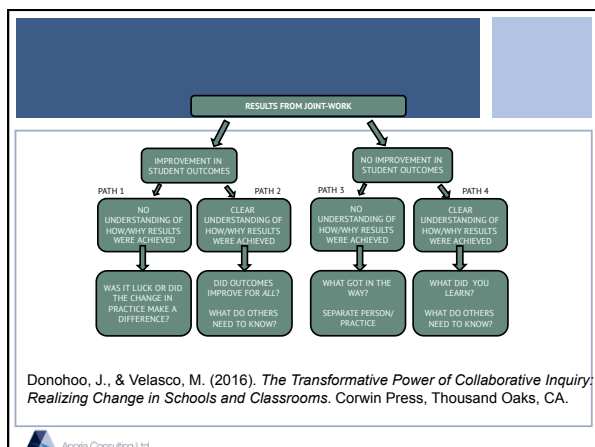 RESULTS FROM JOINT-WORK
IMPROVEMENT IN
STUDENT OUTCOMES
NO IMPROVEMENT IN
STUDENT OUTCOMES
PATH 1
PATH 2
PATH 3
PATH 4
NO
UNDERSTANDING OF
HOW/WHY RESULTS
WERE ACHIEVED
CLEAR
UNDERSTANDING OF
HOW/WHY RESULTS
WERE ACHIEVED
NO
UNDERSTANDING OF
HOW/WHY RESULTS
WERE ACHIEVED
CLEAR
UNDERSTANDING OF
HOW/WHY RESULTS
WERE ACHIEVED
WAS IT LUCK OR DID
THE CHANGE IN
PRACTICE MAKE A
DIFFERENCE?
DID OUTCOMES
IMPROVE FOR ALL?
WHAT DO OTHERS
NEED TO KNOW?
WHAT GOT IN THE
WAY?
SEPARATE PERSON/
PRACTICE
WHAT DID YOU
LEARN?
WHAT DO OTHERS
NEED TO KNOW?
Donohoo, J., & Velasco, M. (2016). The Transformative Power of Collaborative Inquiry:
Realizing Change in Schools and Classrooms. Corwin Press, Thousand Oaks, CA.
Consulting Ltd